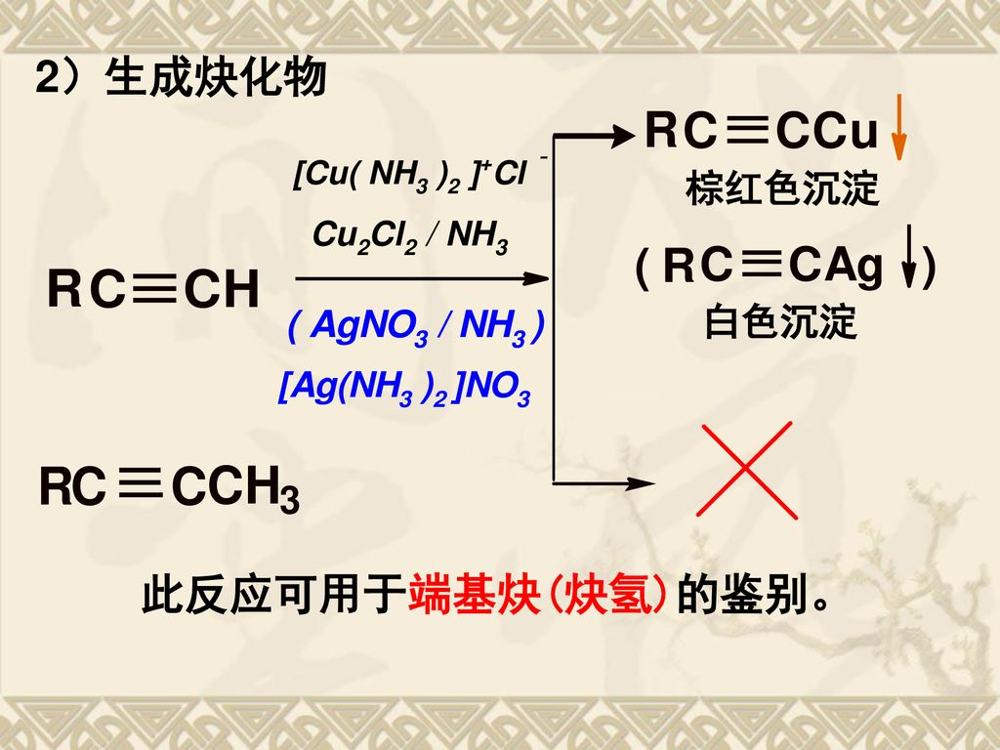 2）生成炔化物
RC≡CCu↓
[Cu( NH₃ )₂ ]⁺Cl⁻
棕红色沉淀
Cu₂Cl₂ / NH₃
RC≡CH
( RC≡CAg↓ )
( AgNO₃ / NH₃ )
白色沉淀
[Ag(NH₃ )₂ ]NO₃
RC≡CCH₃
此反应可用于端基炔(炔氢)的鉴别。